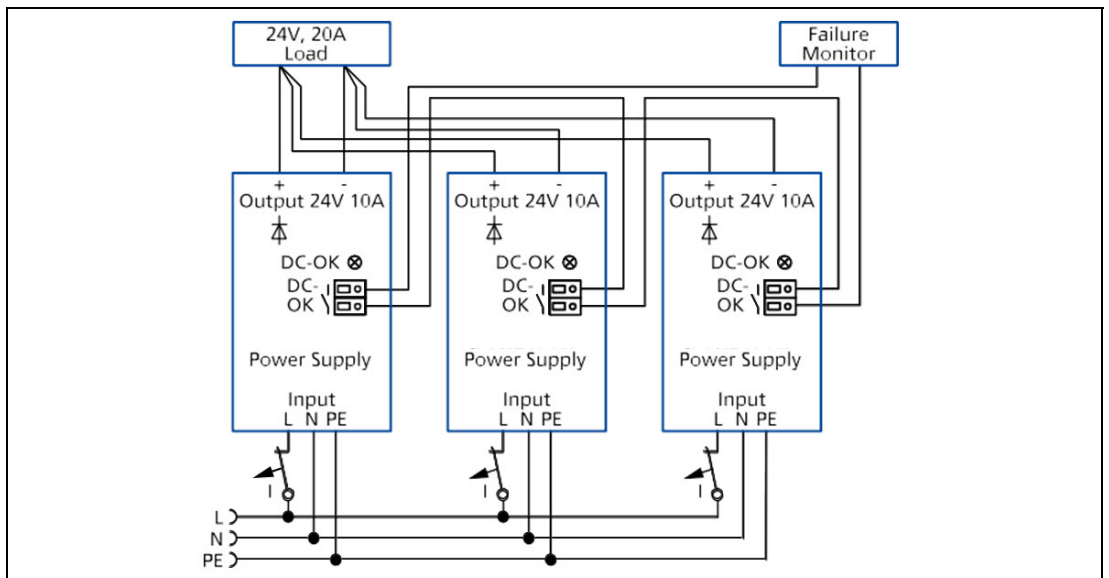 24V, 20A
Load
Failure
Monitor
+ -
Output 24V 10A
DC-OK
DC-
OK
Power Supply
Input
L N PE
I
+ -
Output 24V 10A
DC-OK
DC-
OK
Power Supply
Input
L N PE
I
+ -
Output 24V 10A
DC-OK
DC-
OK
Power Supply
Input
L N PE
I
L
N
PE